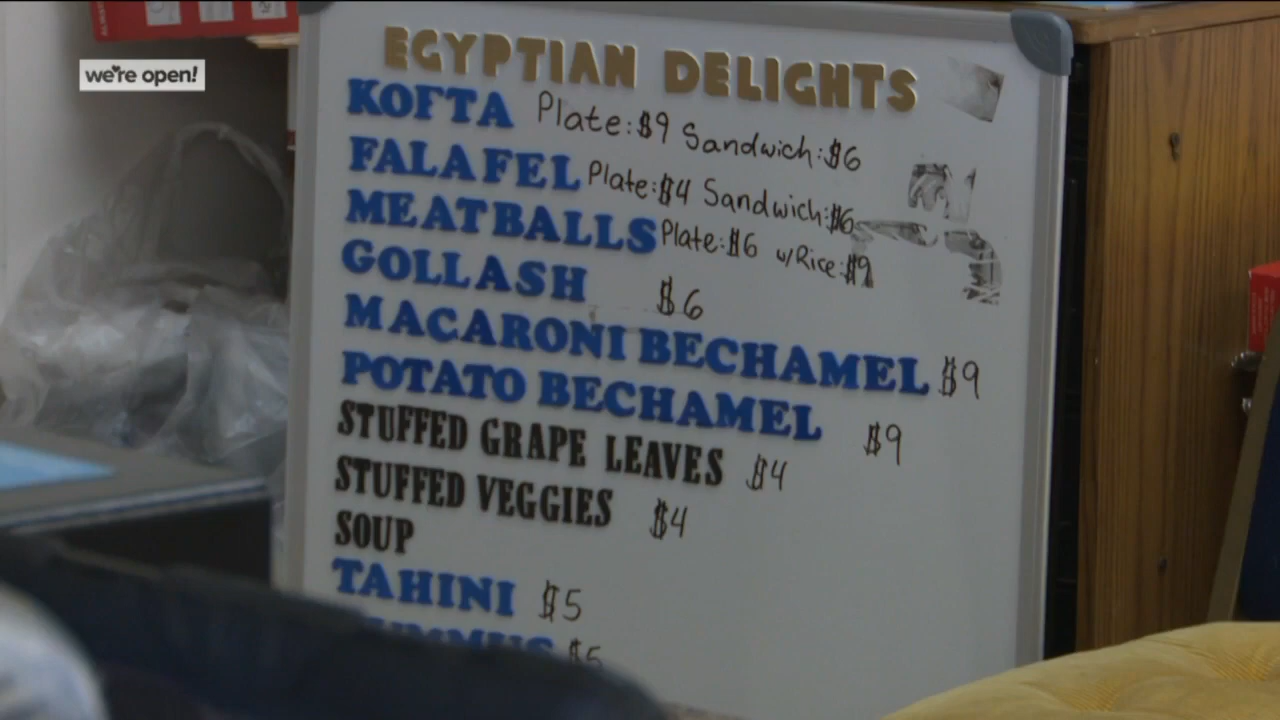 we're open!
EGYPTIAN DELIGHTS
KOFTA Plate: $9 Sandwich: $6
FALAFEL Plate: $4 Sandwich: $6
MEATBALLS Plate: $6 w/Rice: $9
GOLLASH $6
MACARONI BECHAMEL $9
POTATO BECHAMEL $9
STUFFED GRAPE LEAVES $4
STUFFED VEGGIES $4
SOUP
TAHINI $5
$5